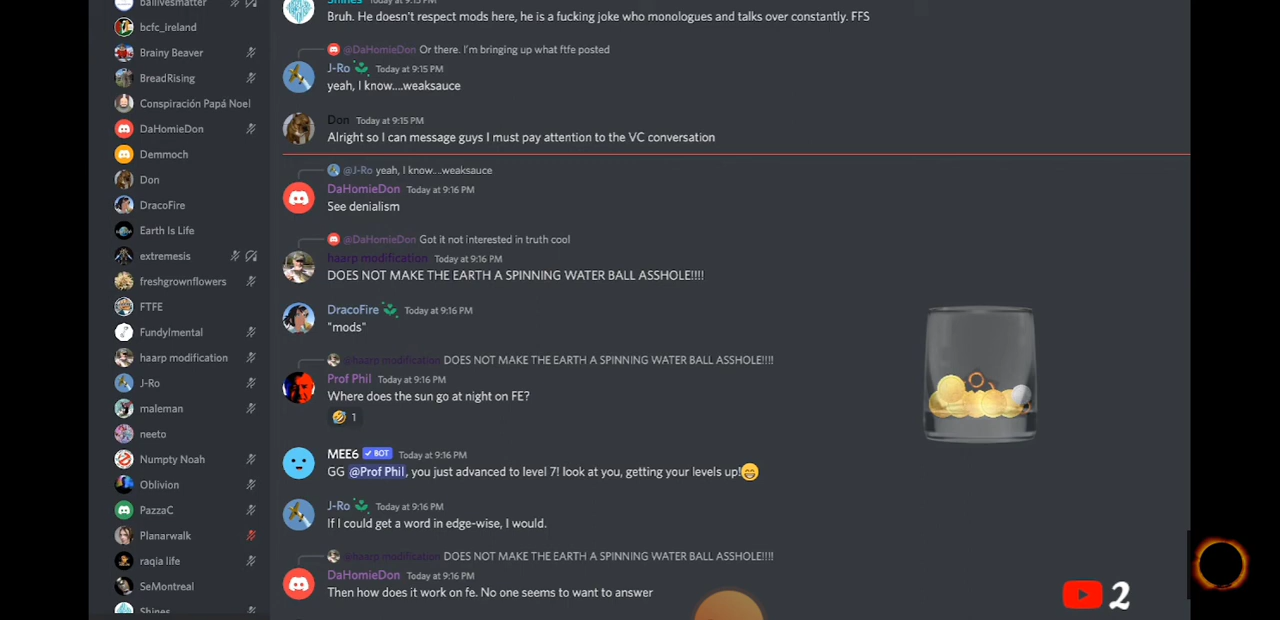 ballivesmatter
bcfc_ireland
Brainy Beaver
BreadRising
Conspiración Papá Noel
DaHomieDon
Demmoch
Don
DracoFire
Earth Is Life
extremesis
freshgrownflowers
FTFE
FundyImental
haarp modification
J-Ro
maleman
neeto
Numpty Noah
Oblivion
PazzaC
Planarwalk
raqia life
SeMontreal
Shines
Shines Today at 9:15 PM
Bruh. He doesn't respect mods here, he is a fucking joke who monologues and talks over constantly. FFS
@DaHomieDon Or there. I'm bringing up what ftfe posted
J-Ro Today at 9:15 PM
yeah, I know....weaksauce
Don Today at 9:15 PM
Alright so I can message guys I must pay attention to the VC conversation
@J-Ro yeah, I know....weaksauce
DaHomieDon Today at 9:16 PM
See denialism
@DaHomieDon Got it not interested in truth cool
haarp modification Today at 9:16 PM
DOES NOT MAKE THE EARTH A SPINNING WATER BALL ASSHOLE!!!!
DracoFire Today at 9:16 PM
"mods"
@haarp modification DOES NOT MAKE THE EARTH A SPINNING WATER BALL ASSHOLE!!!!
Prof Phil Today at 9:16 PM
Where does the sun go at night on FE?
🤣 1
MEE6 ✓ BOT Today at 9:16 PM
GG @Prof Phil, you just advanced to level 7! look at you, getting your levels up!😄
J-Ro Today at 9:16 PM
If I could get a word in edge-wise, I would.
@haarp modification DOES NOT MAKE THE EARTH A SPINNING WATER BALL ASSHOLE!!!!
DaHomieDon Today at 9:16 PM
Then how does it work on fe. No one seems to want to answer
2